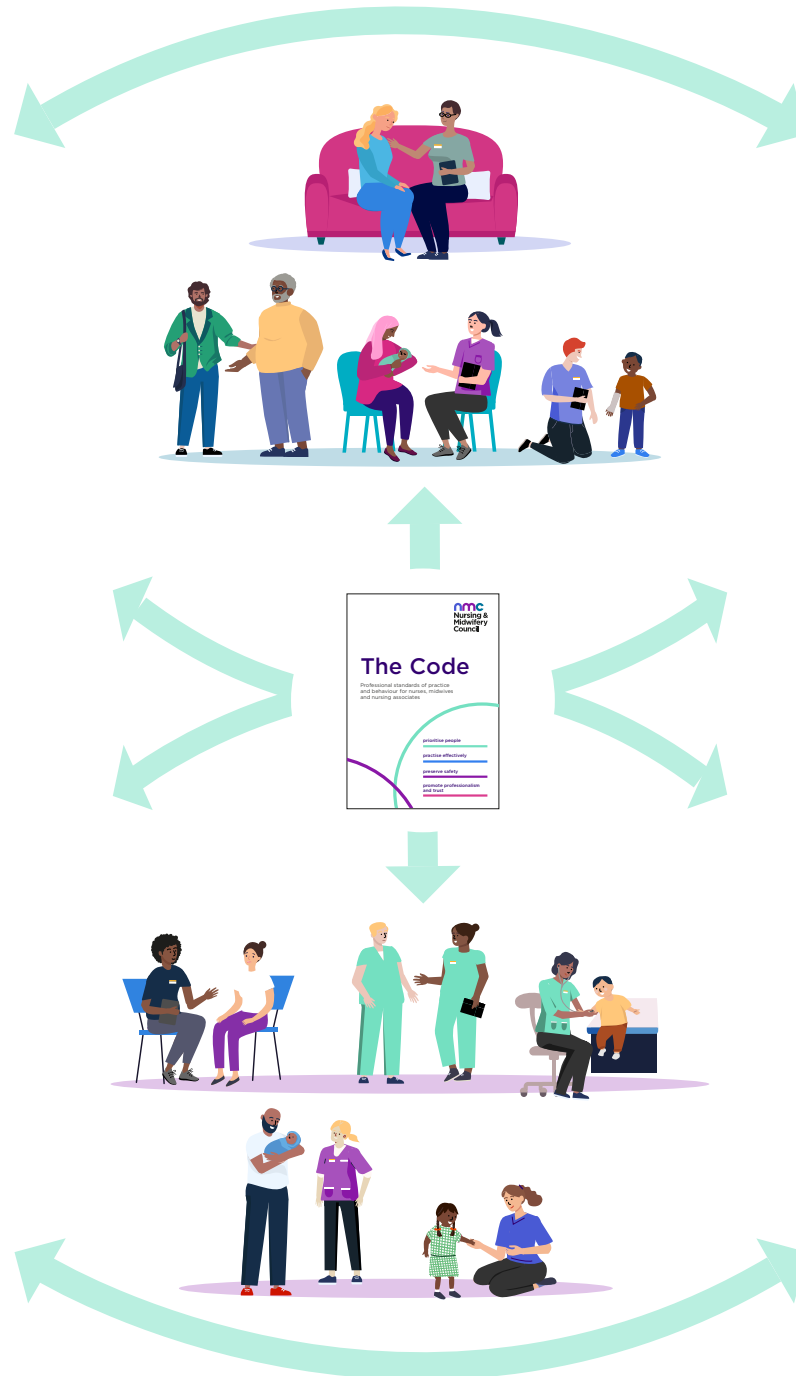 nmc
Nursing &
Midwifery
Council
The Code
Professional standards of practice
and behaviour for nurses, midwives
and nursing associates
prioritise people
practise effectively
preserve safety
promote professionalism
and trust